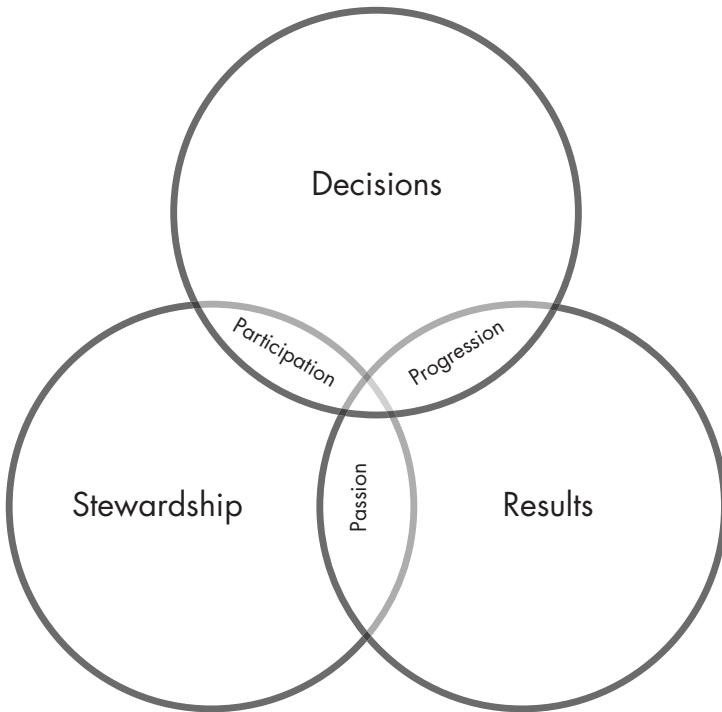 Decisions
Participation
Progression
Stewardship
Passion
Results